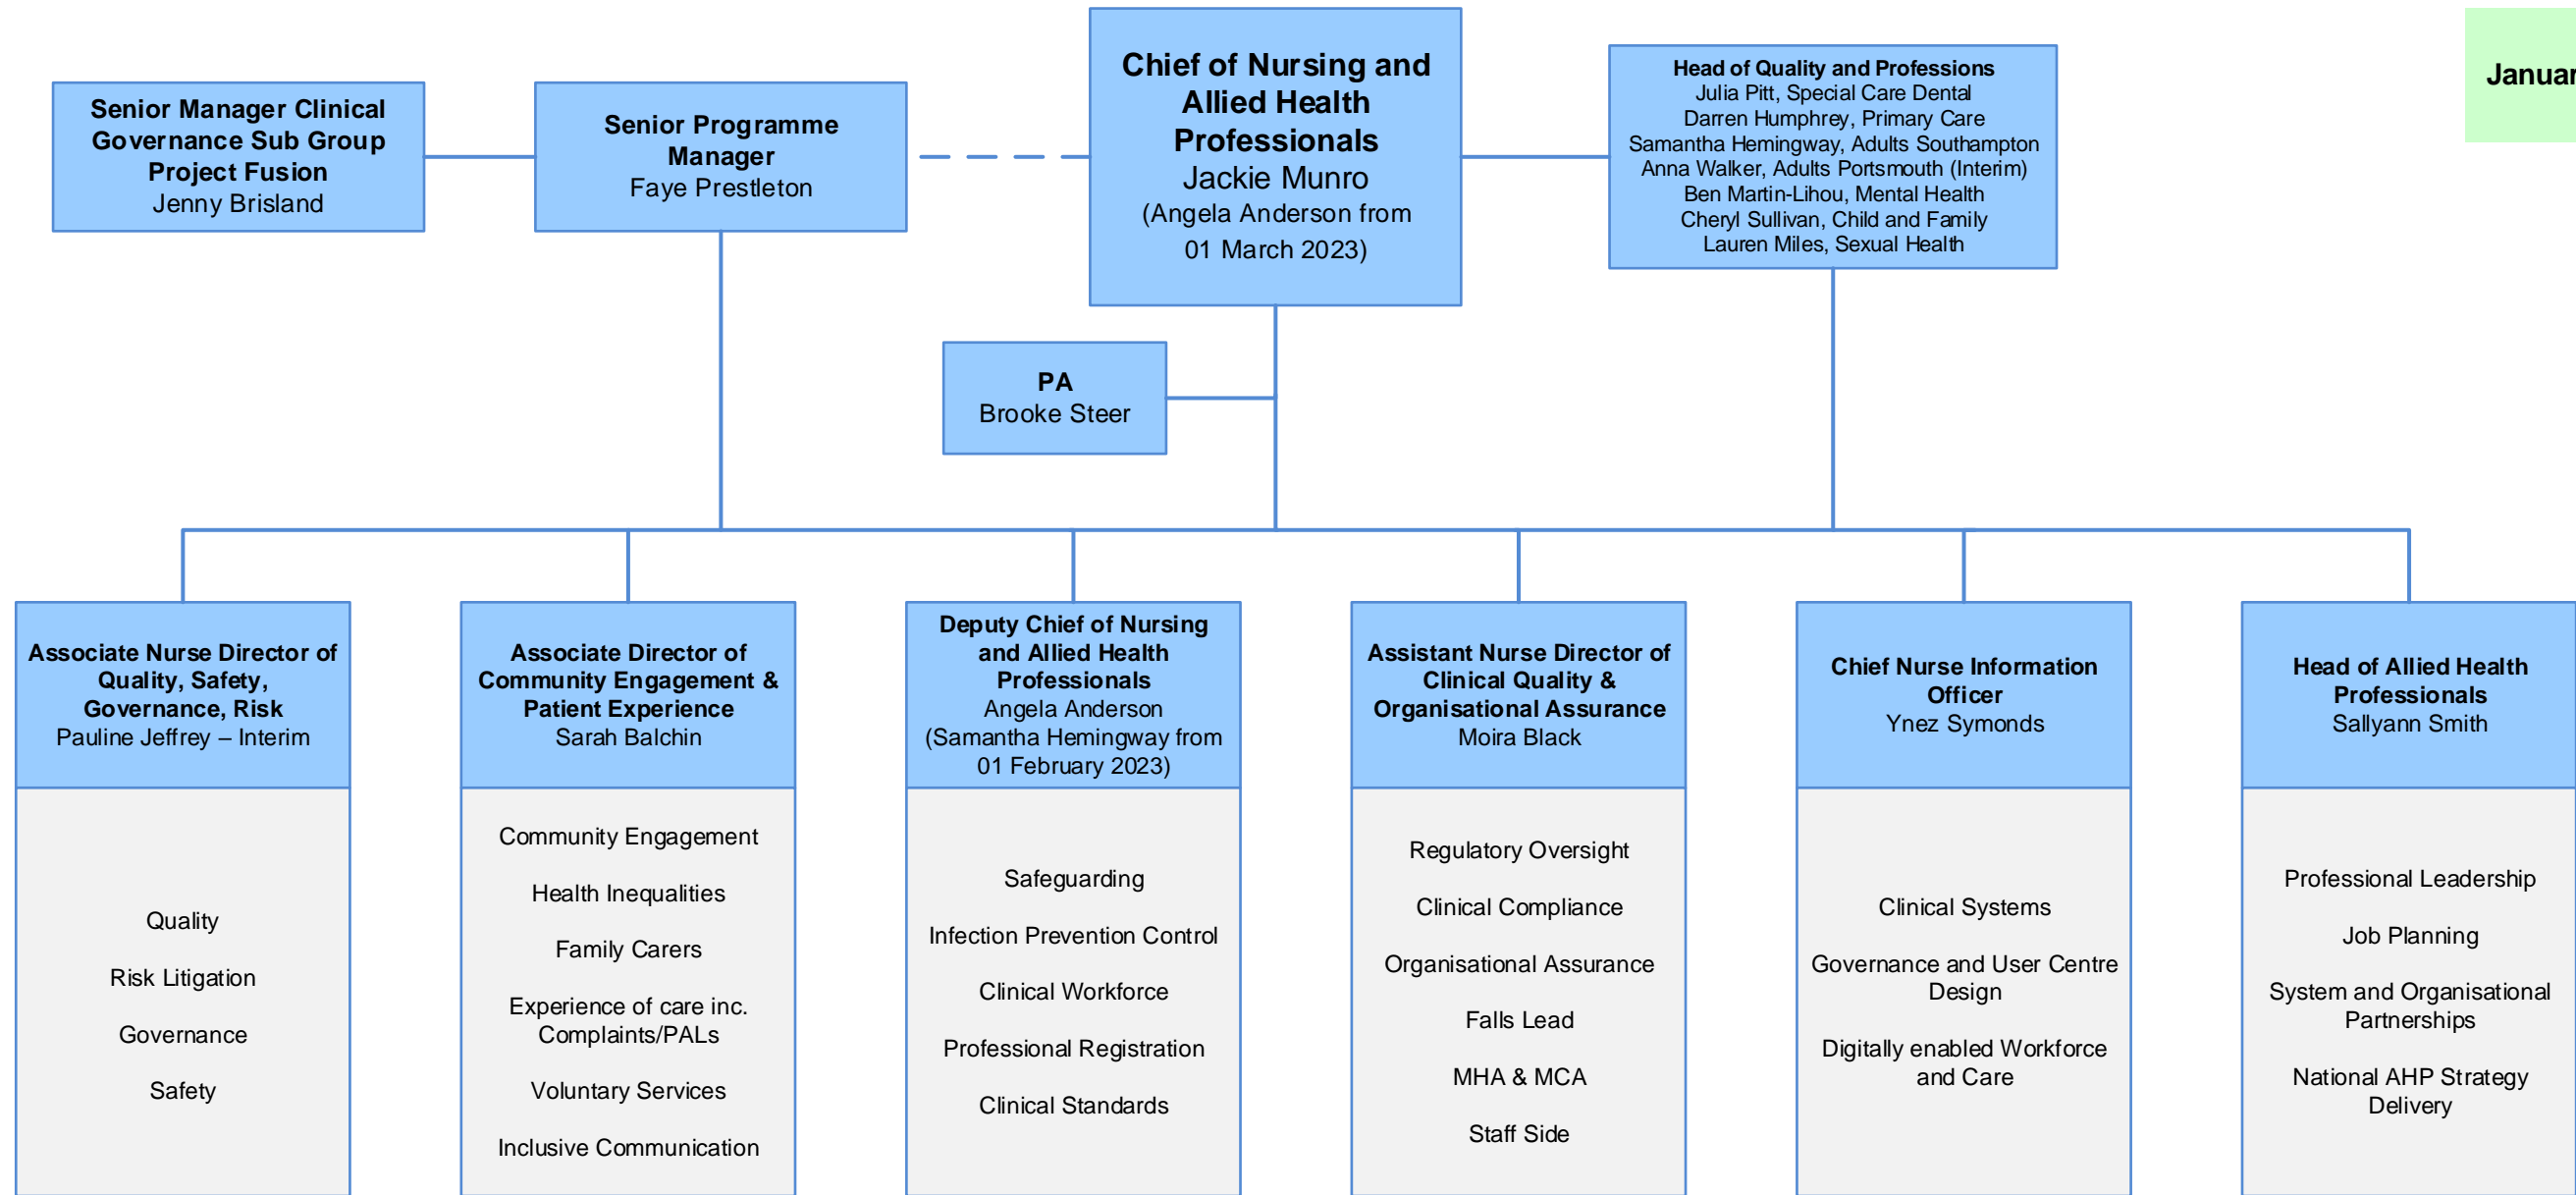 Senior Manager Clinical
Governance Sub Group
Project Fusion
Jenny Brisland
Senior Programme
Manager
Faye Prestleton
Chief of Nursing and
Allied Health
Professionals
Jackie Munro
(Angela Anderson from
01 March 2023)
Head of Quality and Professions
Julia Pitt, Special Care Dental
Darren Humphrey, Primary Care
Samantha Hemingway, Adults Southampton
Anna Walker, Adults Portsmouth (Interim)
Ben Martin-Lihou, Mental Health
Cheryl Sullivan, Child and Family
Lauren Miles, Sexual Health
PA
Brooke Steer
Associate Nurse Director of
Quality, Safety,
Governance, Risk
Pauline Jeffrey – Interim
Quality
Risk Litigation
Governance
Safety
Associate Director of
Community Engagement &
Patient Experience
Sarah Balchin
Community Engagement
Health Inequalities
Family Carers
Experience of care inc.
Complaints/PALs
Voluntary Services
Inclusive Communication
Deputy Chief of Nursing
and Allied Health
Professionals
Angela Anderson
(Samantha Hemingway from
01 February 2023)
Safeguarding
Infection Prevention Control
Clinical Workforce
Professional Registration
Clinical Standards
Assistant Nurse Director of
Clinical Quality &
Organisational Assurance
Moira Black
Regulatory Oversight
Clinical Compliance
Organisational Assurance
Falls Lead
MHA & MCA
Staff Side
Chief Nurse Information
Officer
Ynez Symonds
Clinical Systems
Governance and User Centre
Design
Digitally enabled Workforce
and Care
Head of Allied Health
Professionals
Sallyann Smith
Professional Leadership
Job Planning
System and Organisational
Partnerships
National AHP Strategy
Delivery